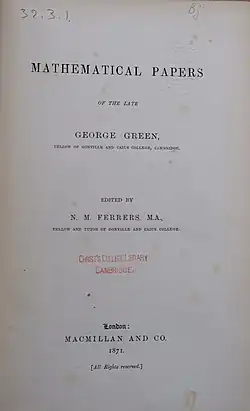 32.3.1.
Bj
MATHEMATICAL PAPERS
OF THE LATE
GEORGE GREEN,
FELLOW OF GONVILLE AND CAIUS COLLEGE, CAMBRIDGE.
EDITED BY
N. M. FERRERS, M.A.,
FELLOW AND TUTOR OF GONVILLE AND CAIUS COLLEGE.
CHRIST'S COLLEGE LIBRARY
CAMBRIDGE.
London:
MACMILLAN AND CO.
1871.
[All Rights reserved.]